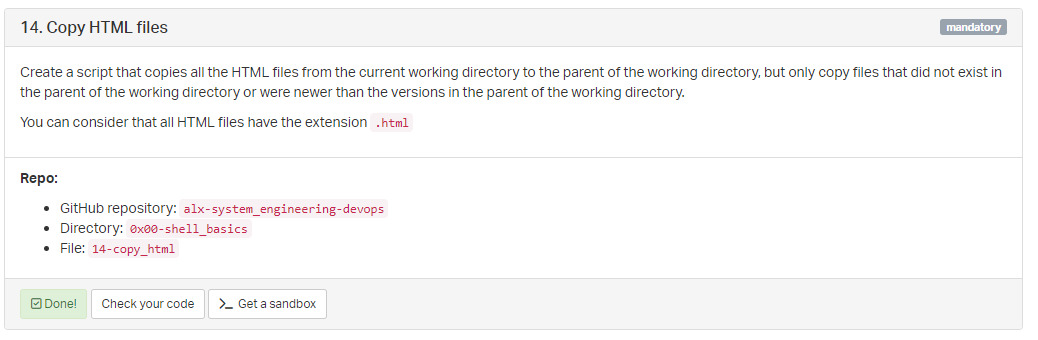 14. Copy HTML files
mandatory
Create a script that copies all the HTML files from the current working directory to the parent of the working directory, but only copy files that did not exist in
the parent of the working directory or were newer than the versions in the parent of the working directory.
You can consider that all HTML files have the extension .html
Repo:
• GitHub repository: alx-system_engineering-devops
• Directory: 0x00-shell_basics
• File: 14-copy_html
Done! Check your code >_ Get a sandbox